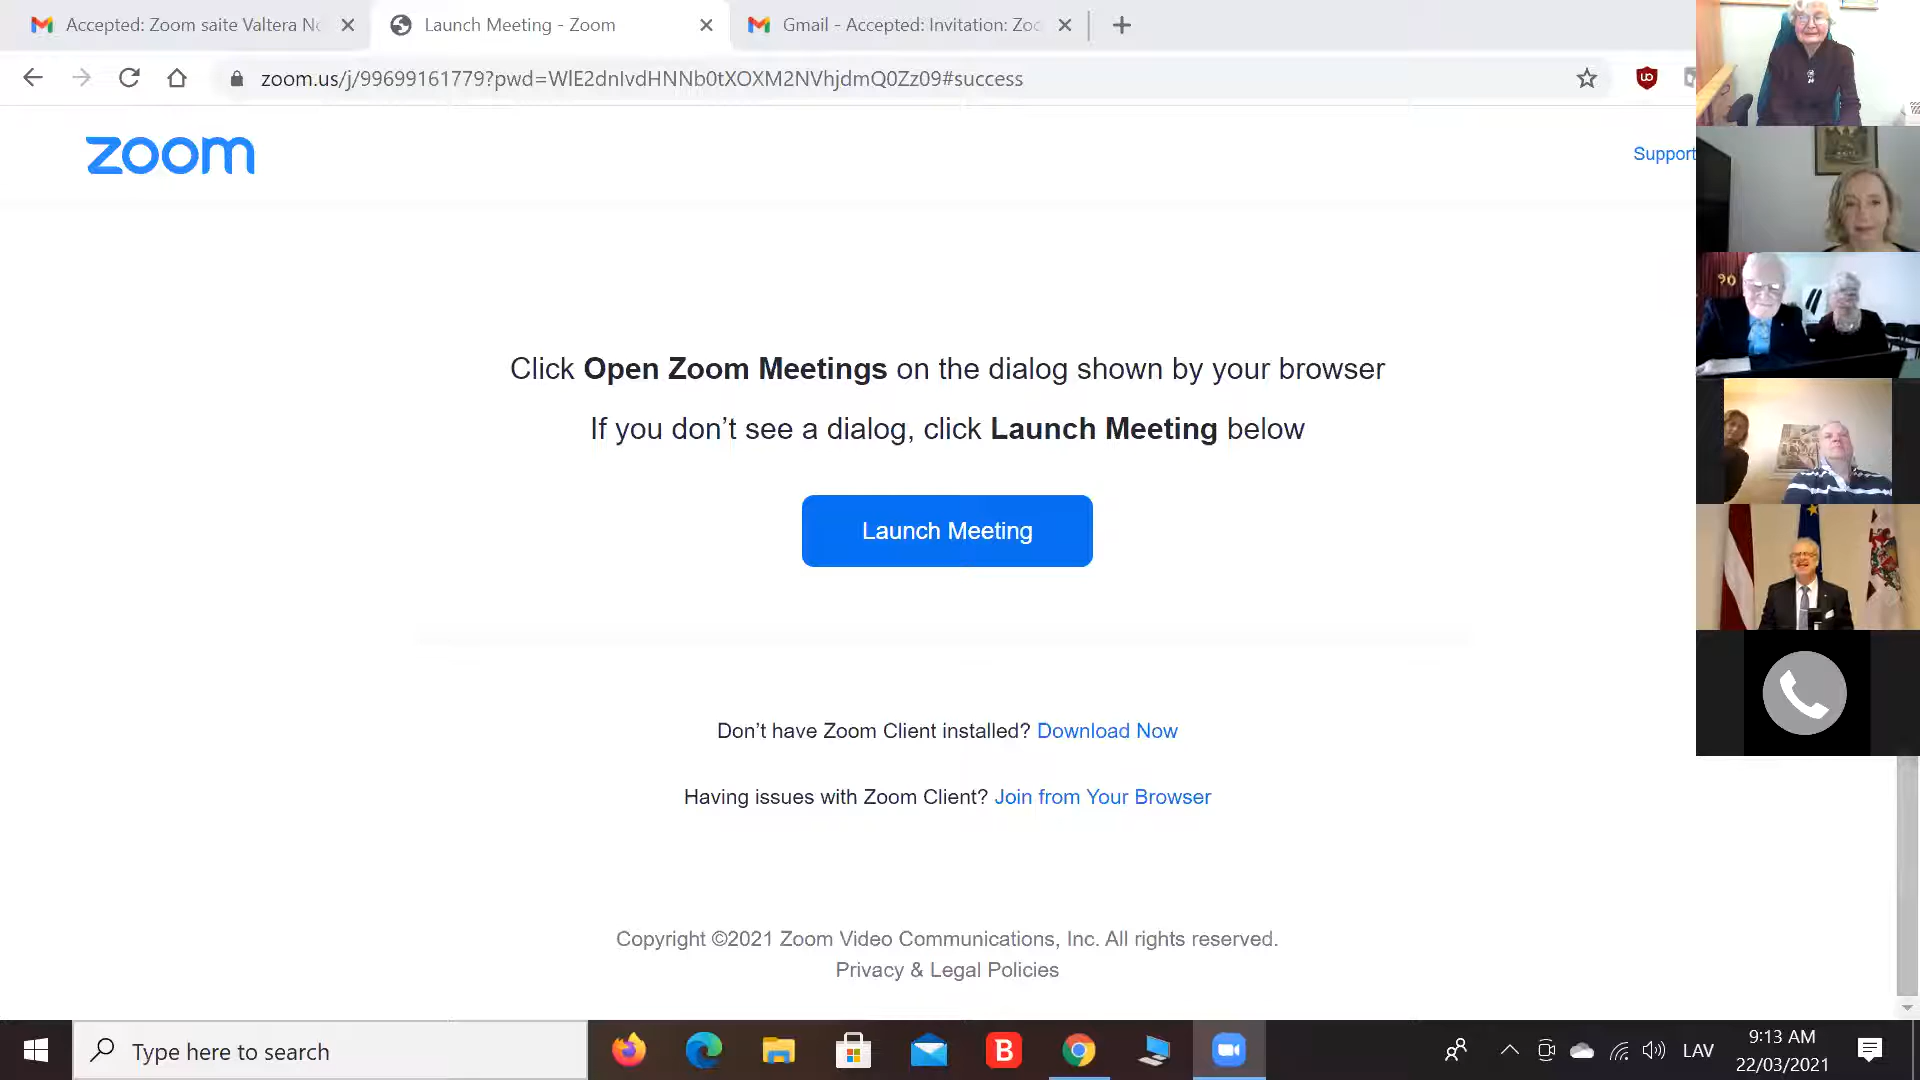 Accepted: Zoom saite Valtera No
Launch Meeting - Zoom
Gmail - Accepted: Invitation: Zoo
zoom.us/j/99699161779?pwd=WlE2dnIvdHNNb0tXOXM2NVhjdmQ0Zz09#success
zoom
Support
90
Click Open Zoom Meetings on the dialog shown by your browser
If you don’t see a dialog, click Launch Meeting below
Launch Meeting
Don’t have Zoom Client installed? Download Now
Having issues with Zoom Client? Join from Your Browser
Copyright ©2021 Zoom Video Communications, Inc. All rights reserved.
Privacy & Legal Policies
Type here to search
B
LAV
9:13 AM
22/03/2021